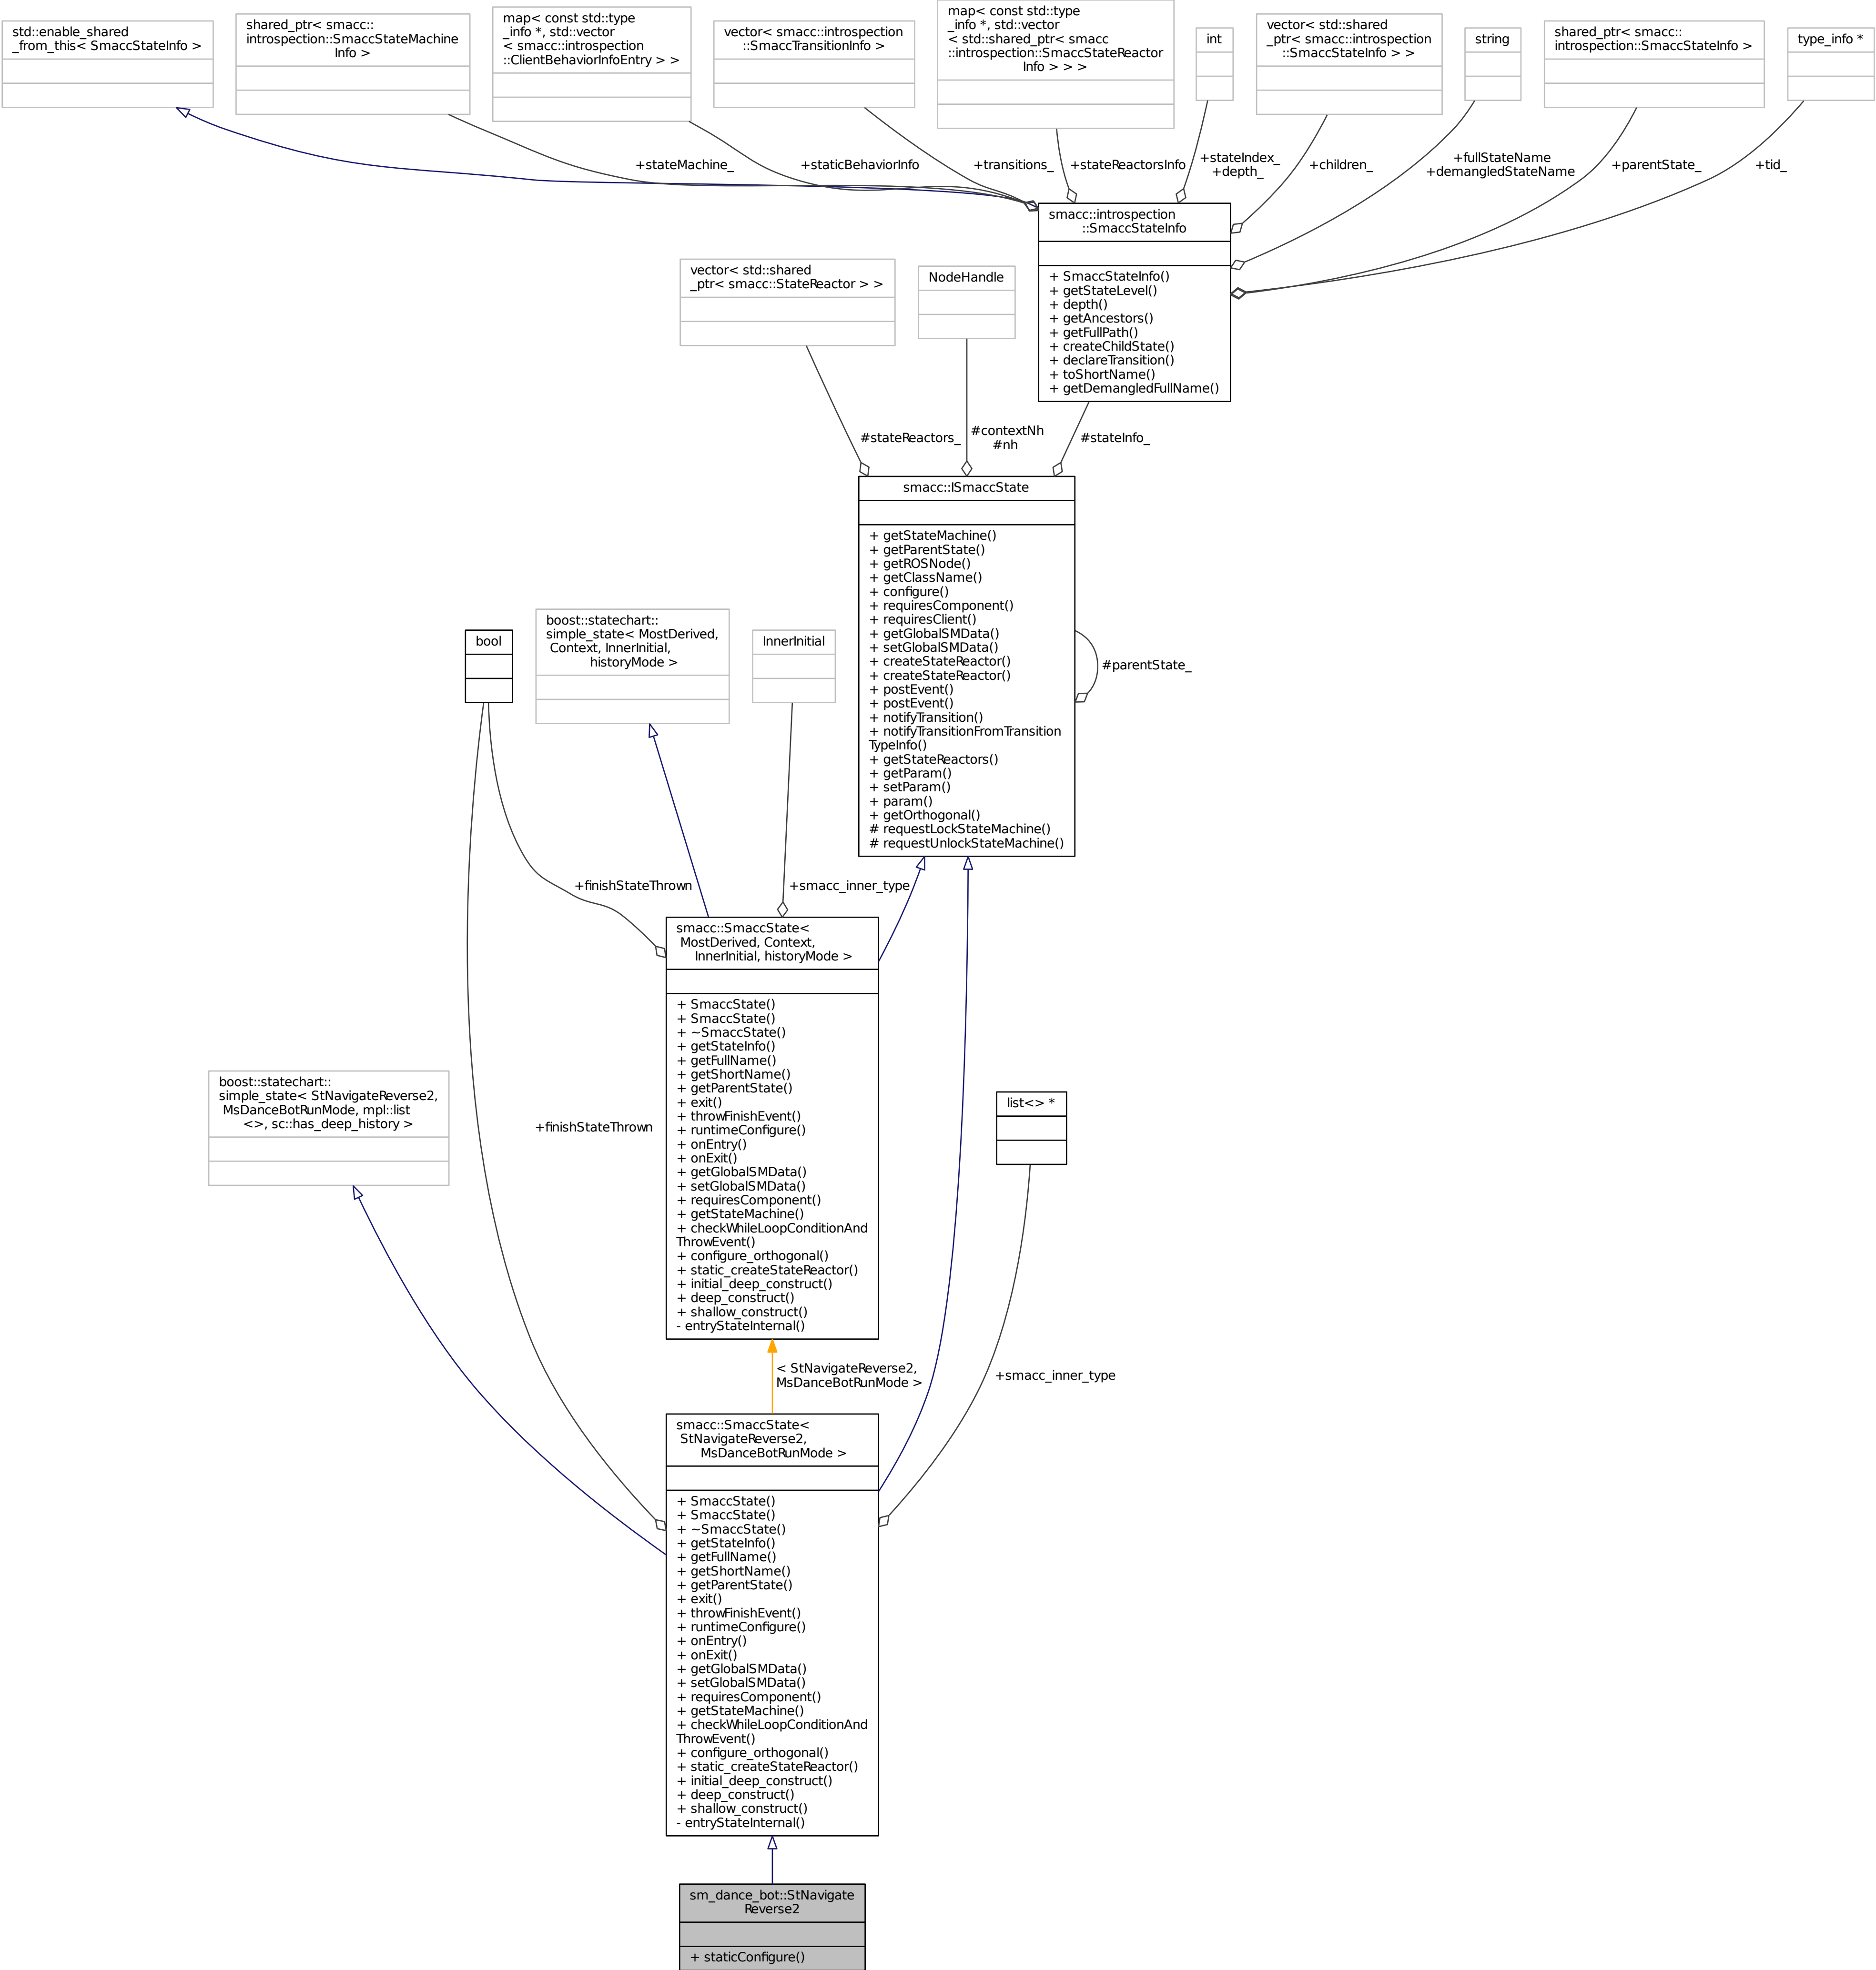 std::enable_shared
_from_this< SmaccStateInfo >
shared_ptr< smacc::
introspection::SmaccStateMachine
Info >
map< const std::type
_info *, std::vector
< smacc::introspection
::ClientBehaviorInfoEntry > >
vector< smacc::introspection
::SmaccTransitionInfo >
map< const std::type
_info *, std::vector
< std::shared_ptr< smacc
::introspection::SmaccStateReactor
Info > > >
int
vector< std::shared
_ptr< smacc::introspection
::SmaccStateInfo > >
string
shared_ptr< smacc::
introspection::SmaccStateInfo >
type_info *
+stateMachine_
+staticBehaviorInfo
+transitions_
+stateReactorsInfo
+stateIndex_
+depth_
+children_
+fullStateName
+demangledStateName
+parentState_
+tid_
smacc::introspection
::SmaccStateInfo
+ SmaccStateInfo()
+ getStateLevel()
+ depth()
+ getAncestors()
+ getFullPath()
+ createChildState()
+ declareTransition()
+ toShortName()
+ getDemangledFullName()
vector< std::shared
_ptr< smacc::StateReactor > >
NodeHandle
#stateReactors_
#contextNh
#nh
#stateInfo_
smacc::ISmaccState
+ getStateMachine()
+ getParentState()
+ getROSNode()
+ getClassName()
+ configure()
+ requiresComponent()
+ requiresClient()
+ getGlobalSMData()
+ setGlobalSMData()
+ createStateReactor()
+ createStateReactor()
+ postEvent()
+ postEvent()
+ notifyTransition()
+ notifyTransitionFromTransition
TypeInfo()
+ getStateReactors()
+ getParam()
+ setParam()
+ param()
+ getOrthogonal()
# requestLockStateMachine()
# requestUnlockStateMachine()
#parentState_
bool
boost::statechart::
simple_state< MostDerived,
Context, InnerInitial,
historyMode >
InnerInitial
+finishStateThrown
+smacc_inner_type
smacc::SmaccState<
MostDerived, Context,
InnerInitial, historyMode >
+ SmaccState()
+ SmaccState()
+ ~SmaccState()
+ getStateInfo()
+ getFullName()
+ getShortName()
+ getParentState()
+ exit()
+ throwFinishEvent()
+ runtimeConfigure()
+ onEntry()
+ onExit()
+ getGlobalSMData()
+ setGlobalSMData()
+ requiresComponent()
+ getStateMachine()
+ checkWhileLoopConditionAnd
ThrowEvent()
+ configure_orthogonal()
+ static_createStateReactor()
+ initial_deep_construct()
+ deep_construct()
+ shallow_construct()
- entryStateInternal()
boost::statechart::
simple_state< StNavigateReverse2,
MsDanceBotRunMode, mpl::list
<>, sc::has_deep_history >
+finishStateThrown
list<> *
< StNavigateReverse2,
MsDanceBotRunMode >
+smacc_inner_type
smacc::SmaccState<
StNavigateReverse2,
MsDanceBotRunMode >
+ SmaccState()
+ SmaccState()
+ ~SmaccState()
+ getStateInfo()
+ getFullName()
+ getShortName()
+ getParentState()
+ exit()
+ throwFinishEvent()
+ runtimeConfigure()
+ onEntry()
+ onExit()
+ getGlobalSMData()
+ setGlobalSMData()
+ requiresComponent()
+ getStateMachine()
+ checkWhileLoopConditionAnd
ThrowEvent()
+ configure_orthogonal()
+ static_createStateReactor()
+ initial_deep_construct()
+ deep_construct()
+ shallow_construct()
- entryStateInternal()
sm_dance_bot::StNavigate
Reverse2
+ staticConfigure()